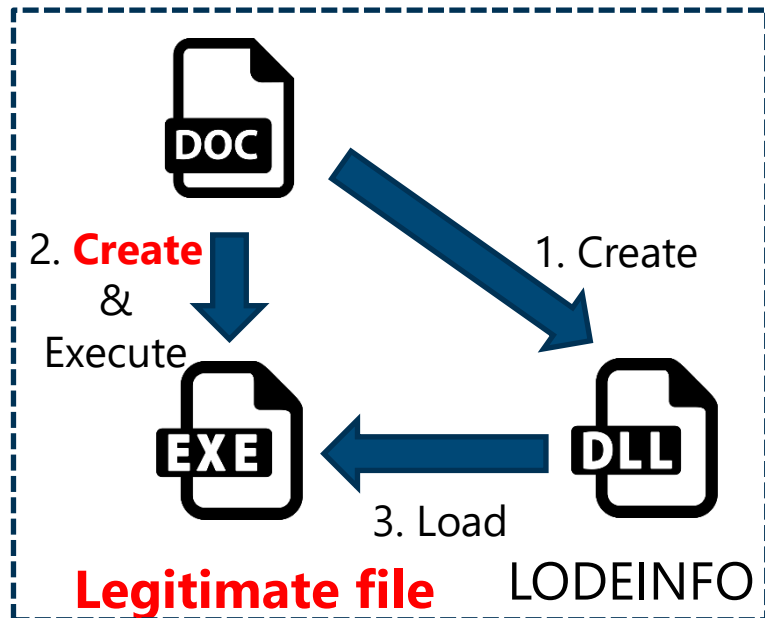 DOC
2. Create
&
Execute
1. Create
EXE
DLL
3. Load
Legitimate file
LODEINFO